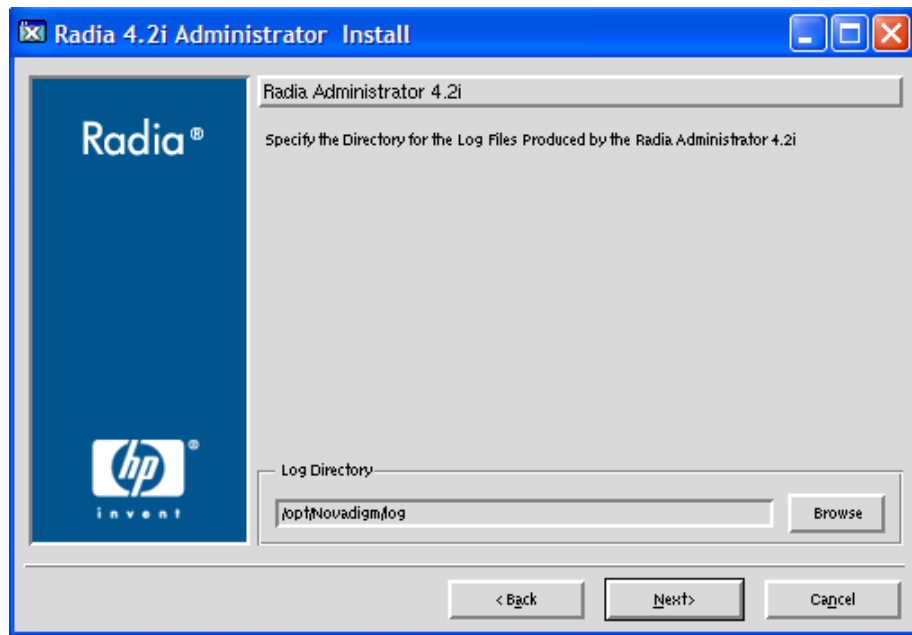 Radia 4.2i Administrator Install
Radia Administrator 4.2i
Radia®
Specify the Directory for the Log Files Produced by the Radia Administrator 4.2i
hp®
invent
Log Directory
/opt/Novadigm/log
Browse
< Back
Next>
Cancel